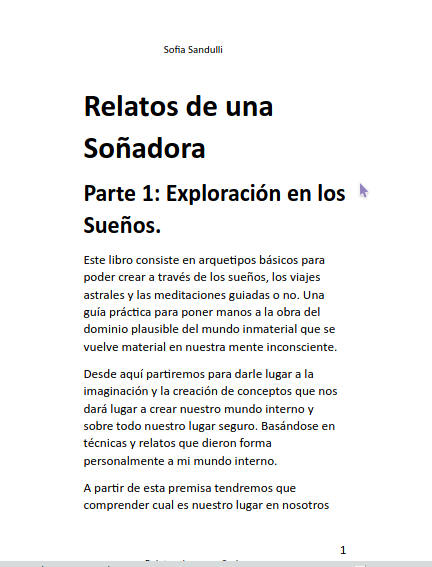 Sofia Sandulli
Relatos de una
Soñadora
Parte 1: Exploración en los
Sueños.
Este libro consiste en arquetipos básicos para
poder crear a través de los sueños, los viajes
astrales y las meditaciones guiadas o no. Una
guía práctica para poner manos a la obra del
dominio plausible del mundo inmaterial que se
vuelve material en nuestra mente inconsciente.
Desde aquí partiremos para darle lugar a la
imaginación y la creación de conceptos que nos
dará lugar a crear nuestro mundo interno y
sobre todo nuestro lugar seguro. Basándose en
técnicas y relatos que dieron forma
personalmente a mi mundo interno.
A partir de esta premisa tendremos que
comprender cual es nuestro lugar en nosotros
1